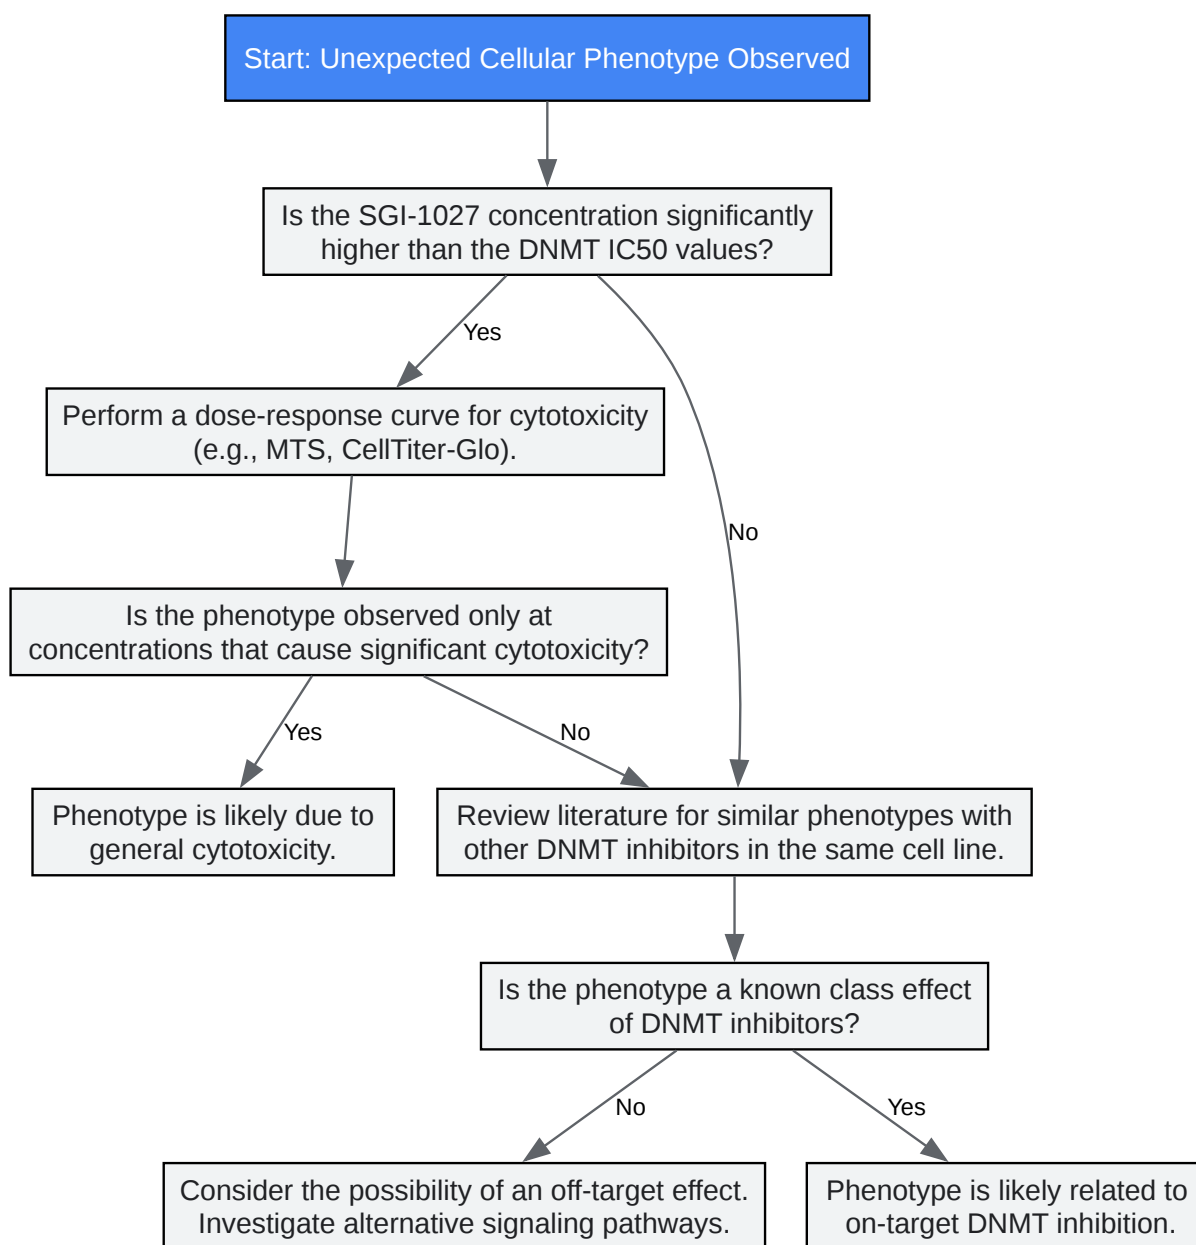 Start: Unexpected Cellular Phenotype Observed
Is the SGI-1027 concentration significantly
higher than the DNMT IC50 values?
Yes
Perform a dose-response curve for cytotoxicity
(e.g., MTS, CellTiter-Glo).
No
Is the phenotype observed only at
concentrations that cause significant cytotoxicity?
Yes
No
Phenotype is likely due to
general cytotoxicity.
Review literature for similar phenotypes with
other DNMT inhibitors in the same cell line.
Is the phenotype a known class effect
of DNMT inhibitors?
No
Yes
Consider the possibility of an off-target effect.
Investigate alternative signaling pathways.
Phenotype is likely related to
on-target DNMT inhibition.